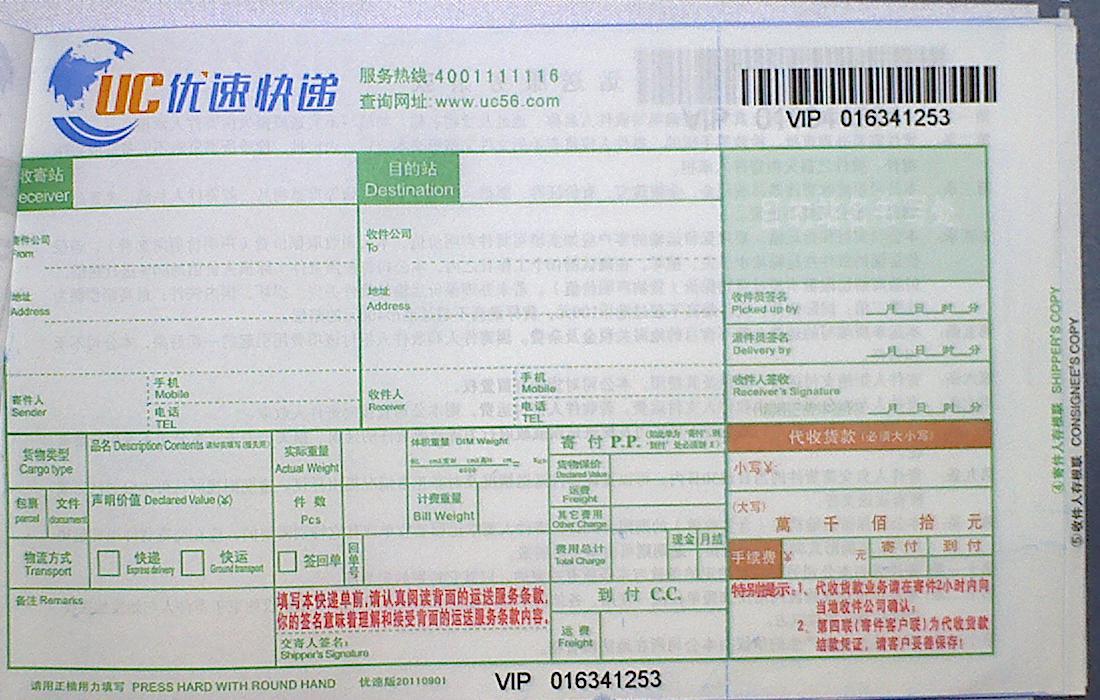 UC优速快递
服务热线:4001111116
查询网址:www.uc56.com
VIP 016341253
收寄站
eceiver
目的站
Destination
寄件公司
From
收件公司
To
地址
Address
地址
Address
收件员签名
Picked up by:
月 日 时 分
派件员签名
Delivery by:
月 日 时 分
收件人签收
Receiver's Signature
月 日 时 分
寄件人
Sender
手机
Mobile
电话
TEL
收件人
Receiver
手机
Mobile
电话
TEL
货物类型
Cargo type
品名 Description Contents
实际重量
Actual Weight
体积重量 DIM Weight
6000
寄 付 P.P.
代收货款(必须大小写)
货物保价
Declared Value
小写¥:
包裹
parcel
文件
document
声明价值 Declared Value (¥)
件 数
Pcs
计费重量
Bill Weight
运费
Freight
其它费用
Other Charge
(大写)
萬 千 佰 拾 元
物流方式
Transport
快递
Express delivery
快运
Ground transport
签回单
回单号
费用总计
Total Charge
现金 月结
手续费
元
寄 付
到 付
备注 Remarks
填写本快递单前,请认真阅读背面的运送服务条款,
你的签名意味着理解和接受背面的运送服务条款内容。
交寄人签名:
Shipper's Signature
到 付 C.C.
运 费
Freight
特别提示:1、代收货款业务请在寄件2小时内向
当地收件公司确认;
2、第四联(寄件客户联)为代收货款
结款凭证,请客户妥善保存!
请用正楷用力填写 PRESS HARD WITH ROUND HAND 优速版20110901
VIP 016341253
④寄件人存根联 SHIPPER'S COPY
⑤收件人存根联 CONSIGNEE'S COPY